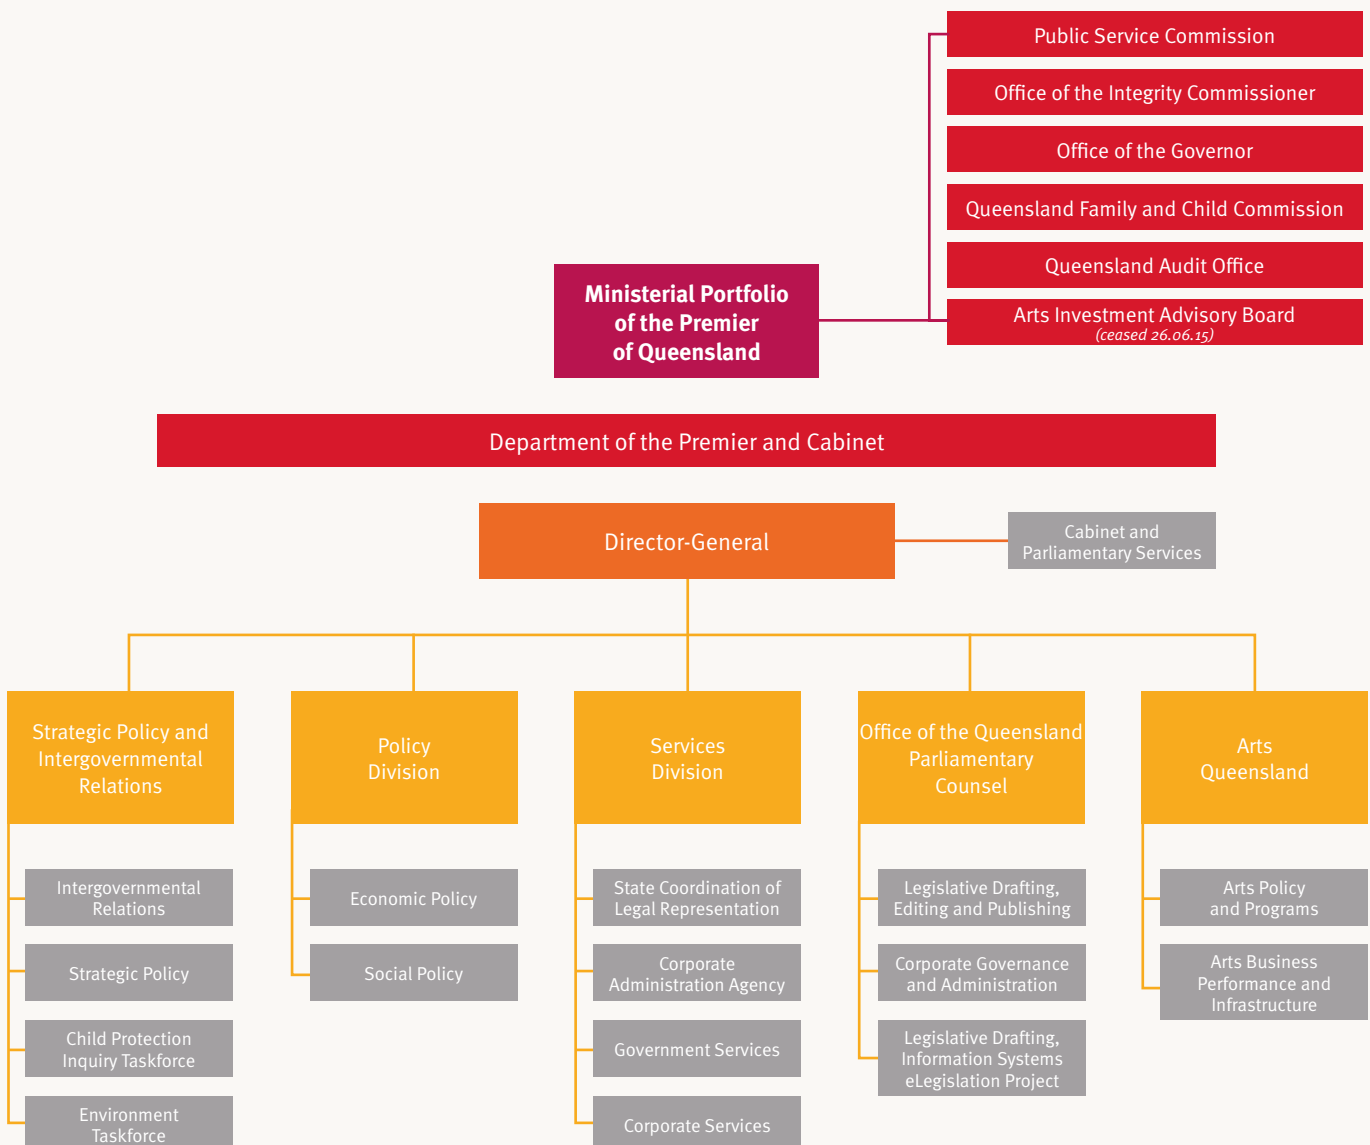 Public Service Commission
Office of the Integrity Commissioner
Office of the Governor
Queensland Family and Child Commission
Queensland Audit Office
Arts Investment Advisory Board
(ceased 26.06.15)
Ministerial Portfolio
of the Premier
of Queensland
Department of the Premier and Cabinet
Director-General
Cabinet and
Parliamentary Services
Strategic Policy and
Intergovernmental
Relations
Policy
Division
Services
Division
Office of the Queensland
Parliamentary
Counsel
Arts
Queensland
Intergovernmental
Relations
Strategic Policy
Child Protection
Inquiry Taskforce
Environment
Taskforce
Economic Policy
Social Policy
State Coordination of
Legal Representation
Corporate
Administration Agency
Government Services
Corporate Services
Legislative Drafting,
Editing and Publishing
Corporate Governance
and Administration
Legislative Drafting,
Information Systems
eLegislation Project
Arts Policy
and Programs
Arts Business
Performance and
Infrastructure